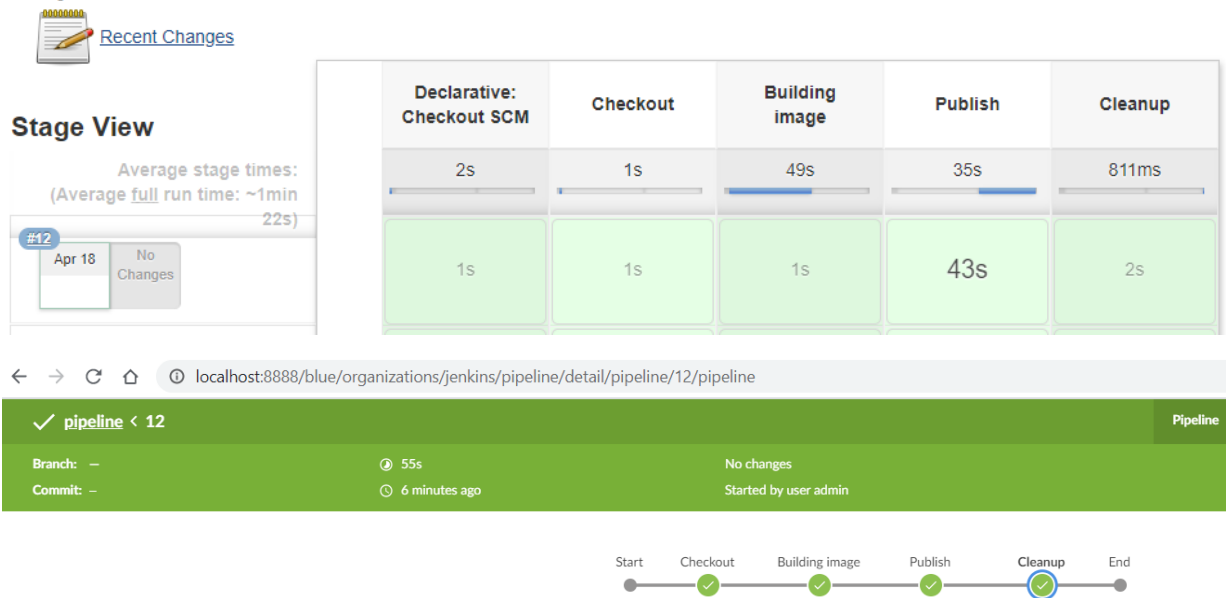 Recent Changes
Stage View
Declarative:
Checkout SCM
Checkout
Building
image
Publish
Cleanup
Average stage times:
(Average full run time: ~1min
22s)
2s
1s
49s
35s
811ms
#12
Apr 18
No
Changes
1s
1s
1s
43s
2s
localhost:8888/blue/organizations/jenkins/pipeline/detail/pipeline/12/pipeline
pipeline < 12
Pipeline
Branch: —
55s
No changes
Commit: –
6 minutes ago
Started by user admin
Start
Checkout
Building image
Publish
Cleanup
End